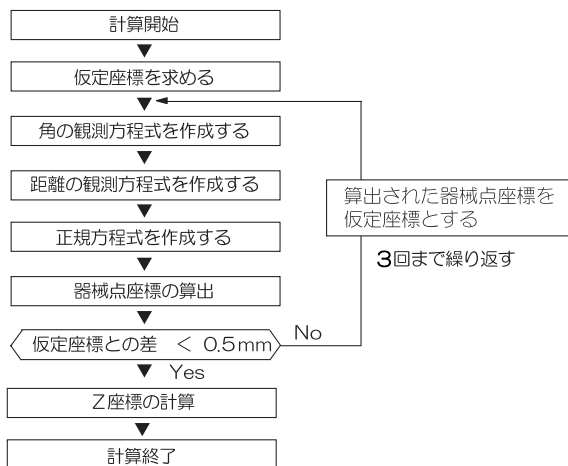 計算開始
仮定座標を求める
角の観測方程式を作成する
距離の観測方程式を作成する
正規方程式を作成する
器械点座標の算出
仮定座標との差 < 0.5mm
No
算出された器械点座標を
仮定座標とする
3回まで繰り返す
Yes
Z座標の計算
計算終了